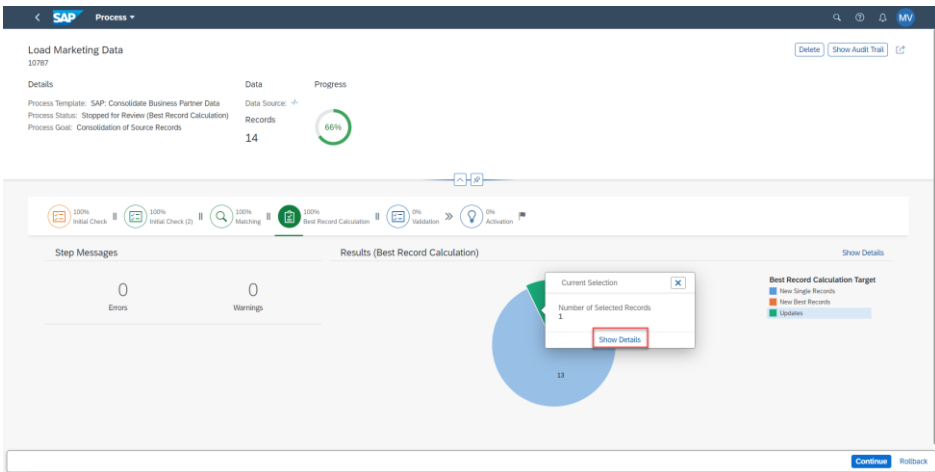 SAP Process
MV
Load Marketing Data
10787
Delete
Show Audit Trail
Details
Data
Progress
Process Template: SAP: Consolidate Business Partner Data
Data Source: -/-
Process Status: Stopped for Review (Best Record Calculation)
Records
Process Goal: Consolidation of Source Records
14
66%
100%
Initial Check
100%
Initial Check (2)
100%
Matching
100%
Best Record Calculation
0%
Validation
0%
Activation
Step Messages
Results (Best Record Calculation)
Show Details
0
Errors
0
Warnings
Current Selection
Number of Selected Records
1
Show Details
13
Best Record Calculation Target
New Single Records
New Best Records
Updates
Continue
Rollback